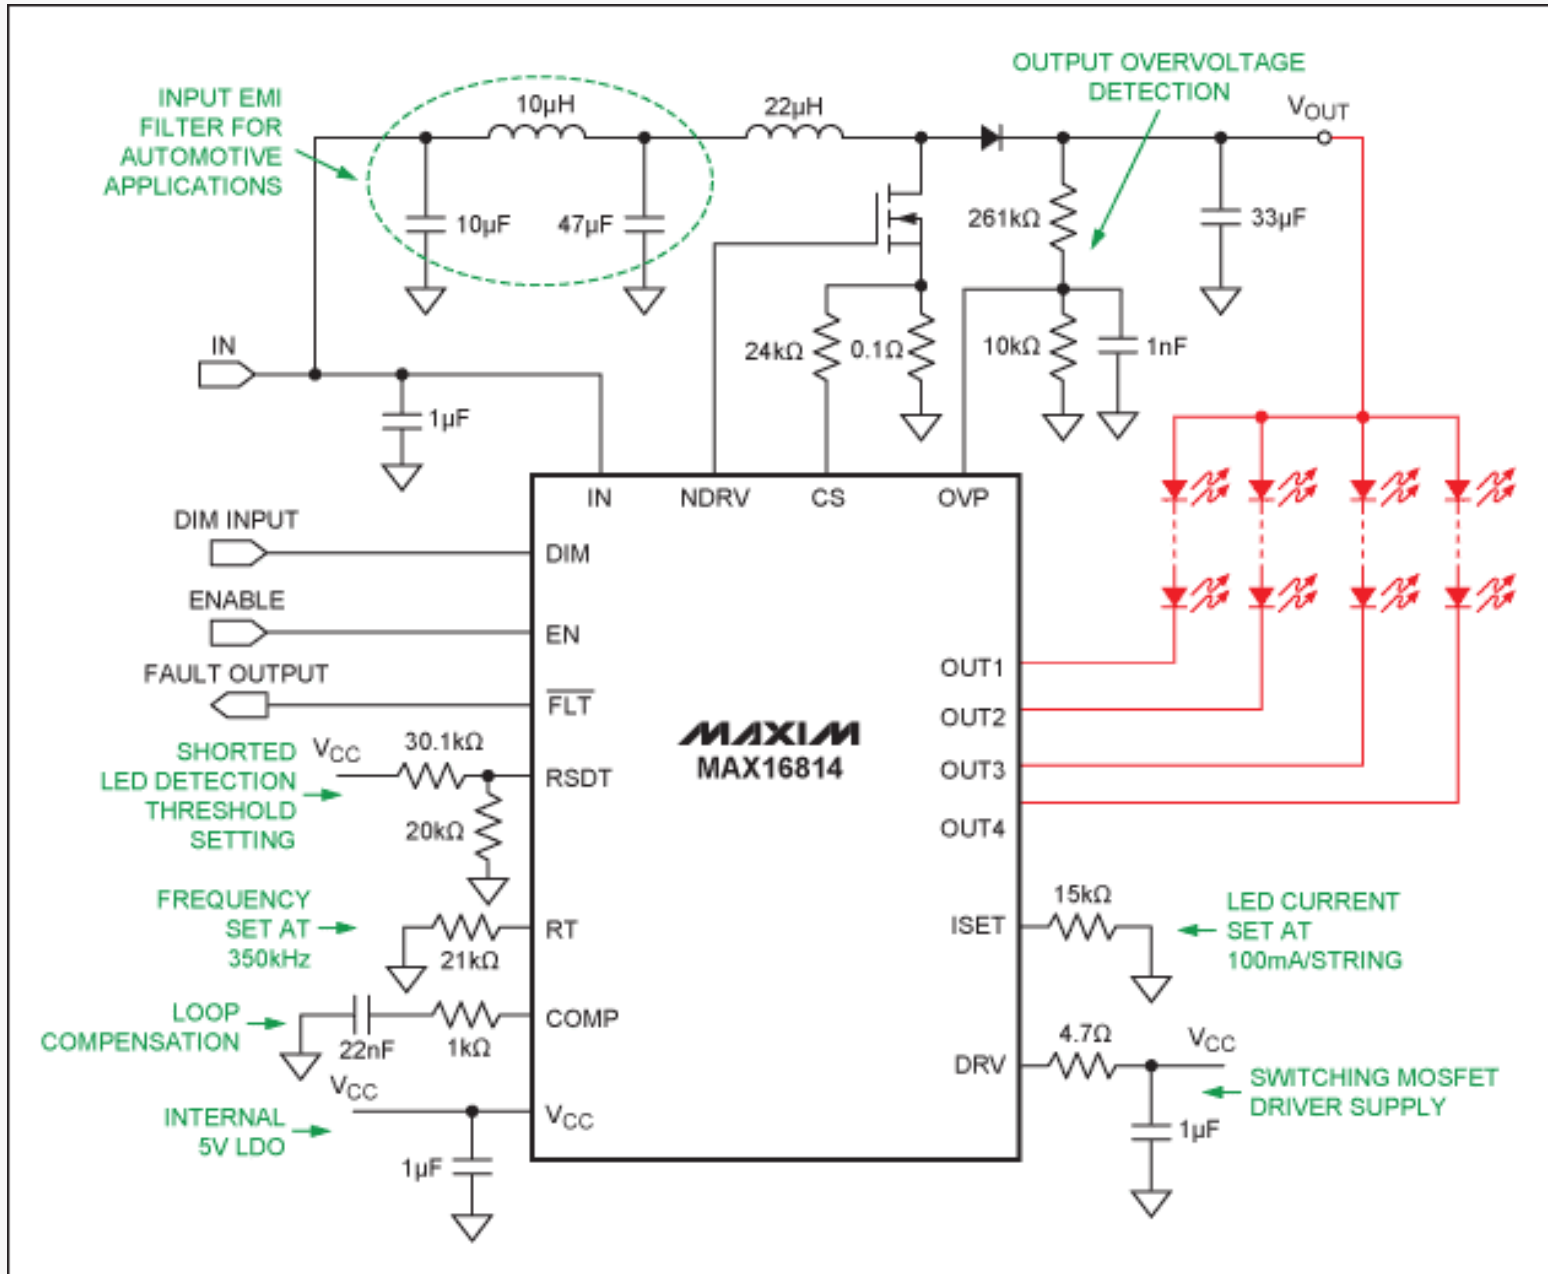 INPUT EMI
FILTER FOR
AUTOMOTIVE
APPLICATIONS
10µH
22µH
OUTPUT OVERVOLTAGE
DETECTION
VOUT
10µF
47µF
261kΩ
33µF
IN
1µF
24kΩ
0.1Ω
10kΩ
1nF
IN
NDRV
CS
OVP
DIM INPUT
DIM
ENABLE
EN
FAULT OUTPUT
FLT
OUT1
OUT2
OUT3
OUT4
MAXIM
MAX16814
SHORTED
LED DETECTION
THRESHOLD
SETTING
VCC
30.1kΩ
RSDT
20kΩ
FREQUENCY
SET AT
350kHz
RT
21kΩ
ISET
15kΩ
LED CURRENT
SET AT
100mA/STRING
LOOP
COMPENSATION
22nF
1kΩ
COMP
DRV
4.7Ω
VCC
SWITCHING MOSFET
DRIVER SUPPLY
1µF
INTERNAL
5V LDO
VCC
VCC
1µF